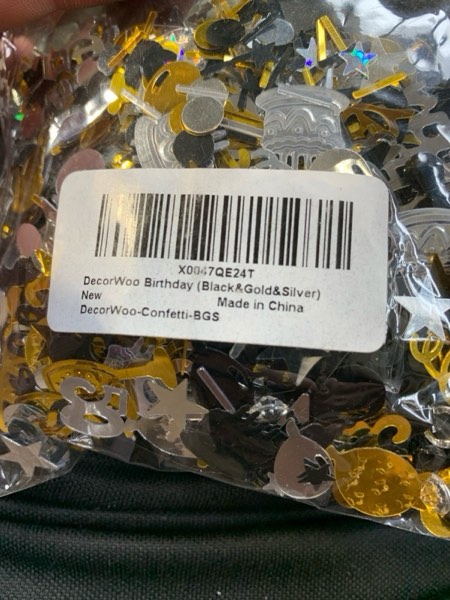 X0047QE24T
DecorWoo Birthday (Black&Gold&Silver)
New Made in China
DecorWoo-Confetti-BGS